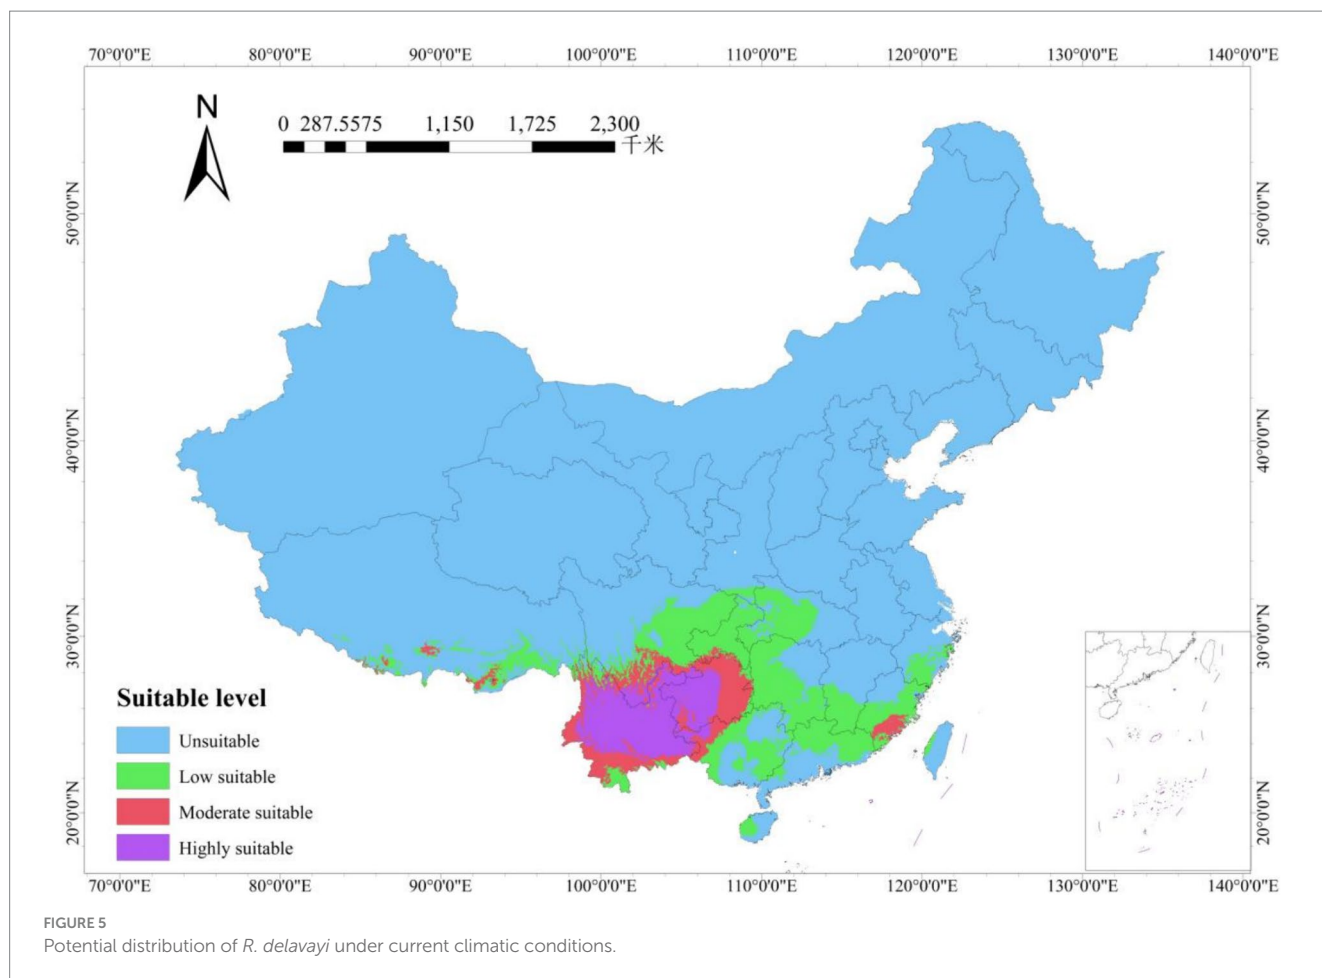 70°0'0"E 80°0'0"E 90°0'0"E 100°0'0"E 110°0'0"E 120°0'0"E 130°0'0"E 140°0'0"E
N
0 287.5575 1,150 1,725 2,300
千米
50°0'0"N 50°0'0"N
40°0'0"N 40°0'0"N
30°0'0"N 30°0'0"N
20°0'0"N 20°0'0"N
Suitable level
Unsuitable
Low suitable
Moderate suitable
Highly suitable
70°0'0"E 80°0'0"E 90°0'0"E 100°0'0"E 110°0'0"E 120°0'0"E 130°0'0"E 140°0'0"E
FIGURE 5
Potential distribution of R. delavayi under current climatic conditions.